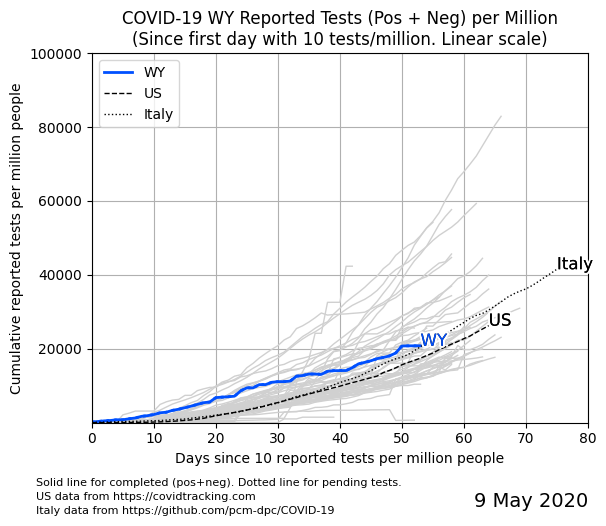 COVID-19 WY Reported Tests (Pos + Neg) per Million
(Since first day with 10 tests/million. Linear scale)
Cumulative reported tests per million people
100000
80000
60000
40000
20000
WY
US
Italy
Italy
US
WY
0 10 20 30 40 50 60 70 80
Days since 10 reported tests per million people
Solid line for completed (pos+neg). Dotted line for pending tests.
US data from https://covidtracking.com
Italy data from https://github.com/pcm-dpc/COVID-19
9 May 2020